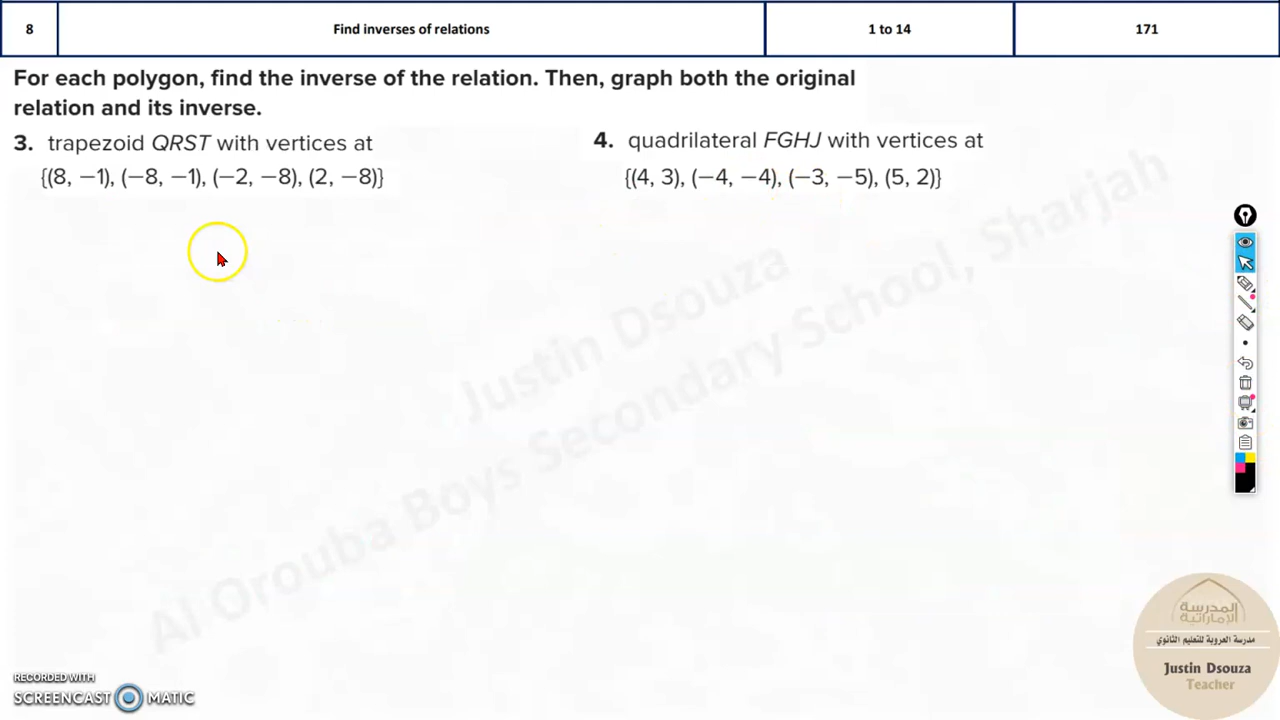 8 Find inverses of relations 1 to 14 171
For each polygon, find the inverse of the relation. Then, graph both the original
relation and its inverse.
3. trapezoid QRST with vertices at
{(8, −1), (−8, −1), (−2, −8), (2, −8)}
4. quadrilateral FGHJ with vertices at
{(4, 3), (−4, −4), (−3, −5), (5, 2)}
Justin Dsouza
Al Orouba Boys Secondary School, Sharjah
المدرسة
الإماراتية
مدرسة العروبة للتعليم الثانوي
Justin Dsouza
Teacher
RECORDED WITH
SCREENCAST MATIC